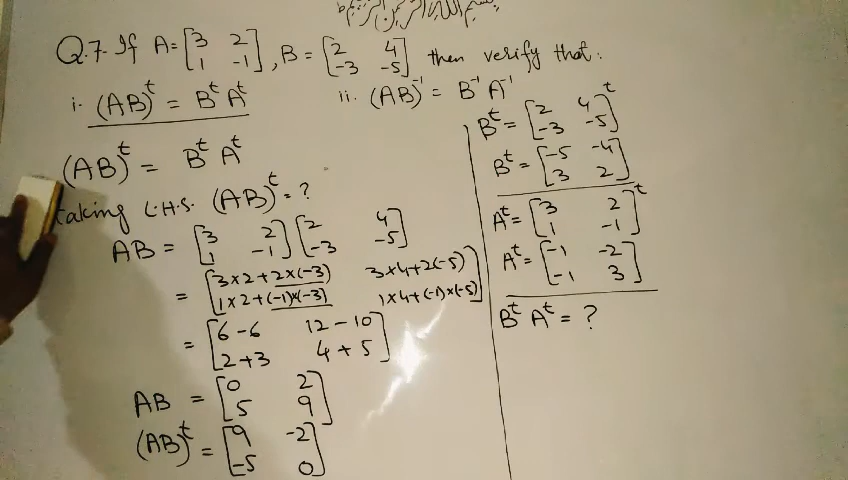 بسم الله الرحمن الرحيم
Q.7. If A = [3 2; 1 -1], B = [2 4; -3 -5] then verify that:
i. (AB)^t = B^t A^t ii. (AB)^-1 = B^-1 A^-1
(AB)^t = B^t A^t
taking L.H.S. (AB)^t = ?
AB = [3 2; 1 -1] [2 4; -3 -5]
= [3×2+2×(-3) 3×4+2(-5); 1×2+(-1)×(-3) 1×4+(-1)×(-5)]
= [6-6 12-10; 2+3 4+5]
AB = [0 2; 5 9]
(AB)^t = [9 -2; -5 0]
B^t = [2 4; -3 -5]^t
B^t = [-5 -4; 3 2]
A^t = [3 2; 1 -1]^t
A^t = [-1 -2; -1 3]
B^t A^t = ?